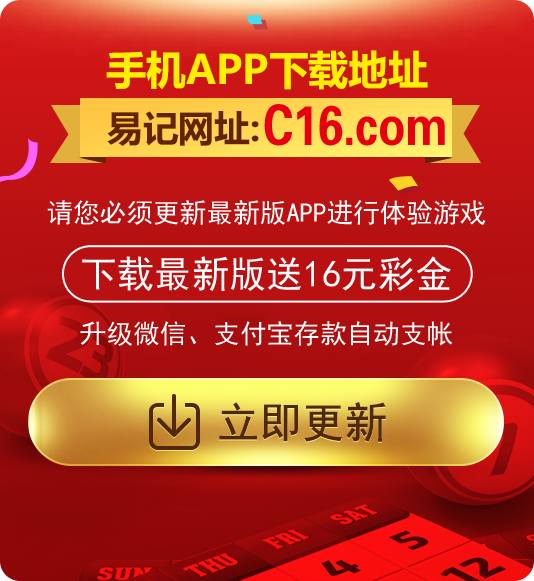 手机APP下载地址
易记网址:C16.com
请您必须更新最新版APP进行体验游戏
下载最新版送16元彩金
升级微信、支付宝存款自动支帐
立即更新
23
1
SUN THU FRI SAT
4 5
12